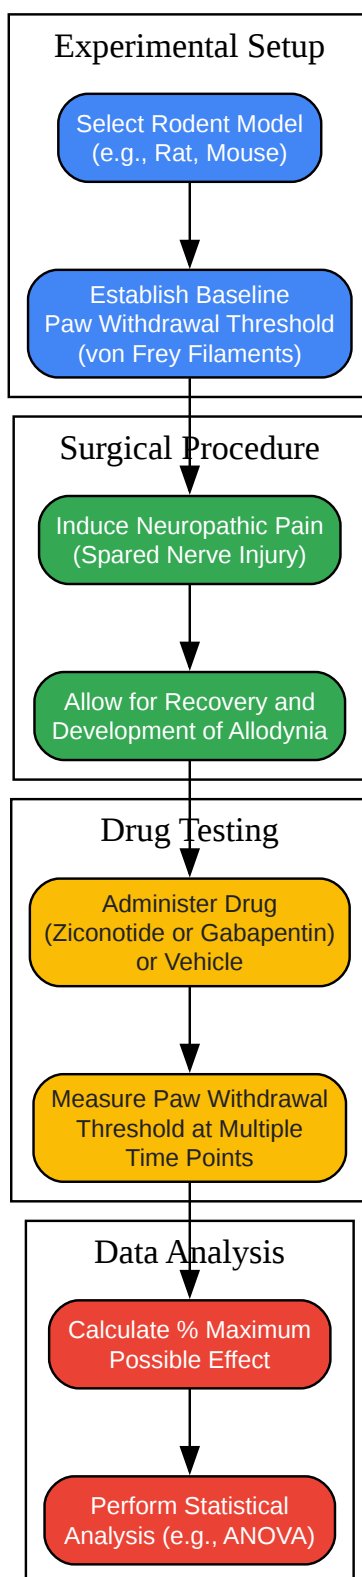 Experimental Setup
Select Rodent Model
(e.g., Rat, Mouse)
Establish Baseline
Paw Withdrawal Threshold
(von Frey Filaments)
Surgical Procedure
Induce Neuropathic Pain
(Spared Nerve Injury)
Allow for Recovery and
Development of Allodynia
Drug Testing
Administer Drug
(Ziconotide or Gabapentin)
or Vehicle
Measure Paw Withdrawal
Threshold at Multiple
Time Points
Data Analysis
Calculate % Maximum
Possible Effect
Perform Statistical
Analysis (e.g., ANOVA)